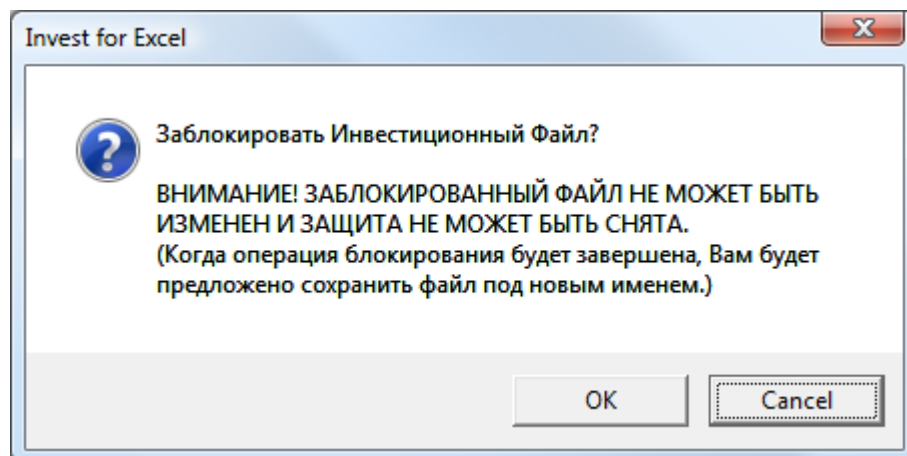 Invest for Excel
Заблокировать Инвестиционный Файл?
ВНИМАНИЕ! ЗАБЛОКИРОВАННЫЙ ФАЙЛ НЕ МОЖЕТ БЫТЬ
ИЗМЕНЕН И ЗАЩИТА НЕ МОЖЕТ БЫТЬ СНЯТА.
(Когда операция блокирования будет завершена, Вам будет
предложено сохранить файл под новым именем.)
OK
Cancel